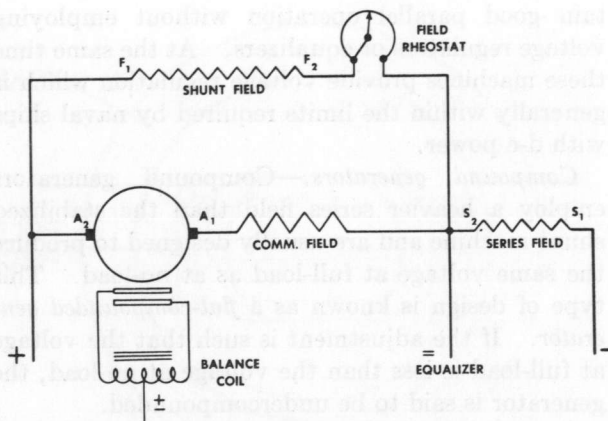 FIELD
RHEOSTAT
F1 F2
SHUNT FIELD
A2 A1 S2 S1
COMM. FIELD SERIES FIELD
+ = -
BALANCE
COIL
EQUALIZER
±
tain good parallel operation without employing
voltage regulators or equalizers. At the same time
these machines provide voltage regulation which is
generally within the limits required by naval ships
with d-c power.
Compound generators.—Compound generators
employ a heavier series field than the stabilized
shunt machine and are usually designed to produce
the same voltage at full-load as at no-load. This
type of design is known as a flat-compounded gen-
erator. If the adjustment is such that the voltage
at full-load is less than the voltage at no load, the
generator is said to be undercompounded.